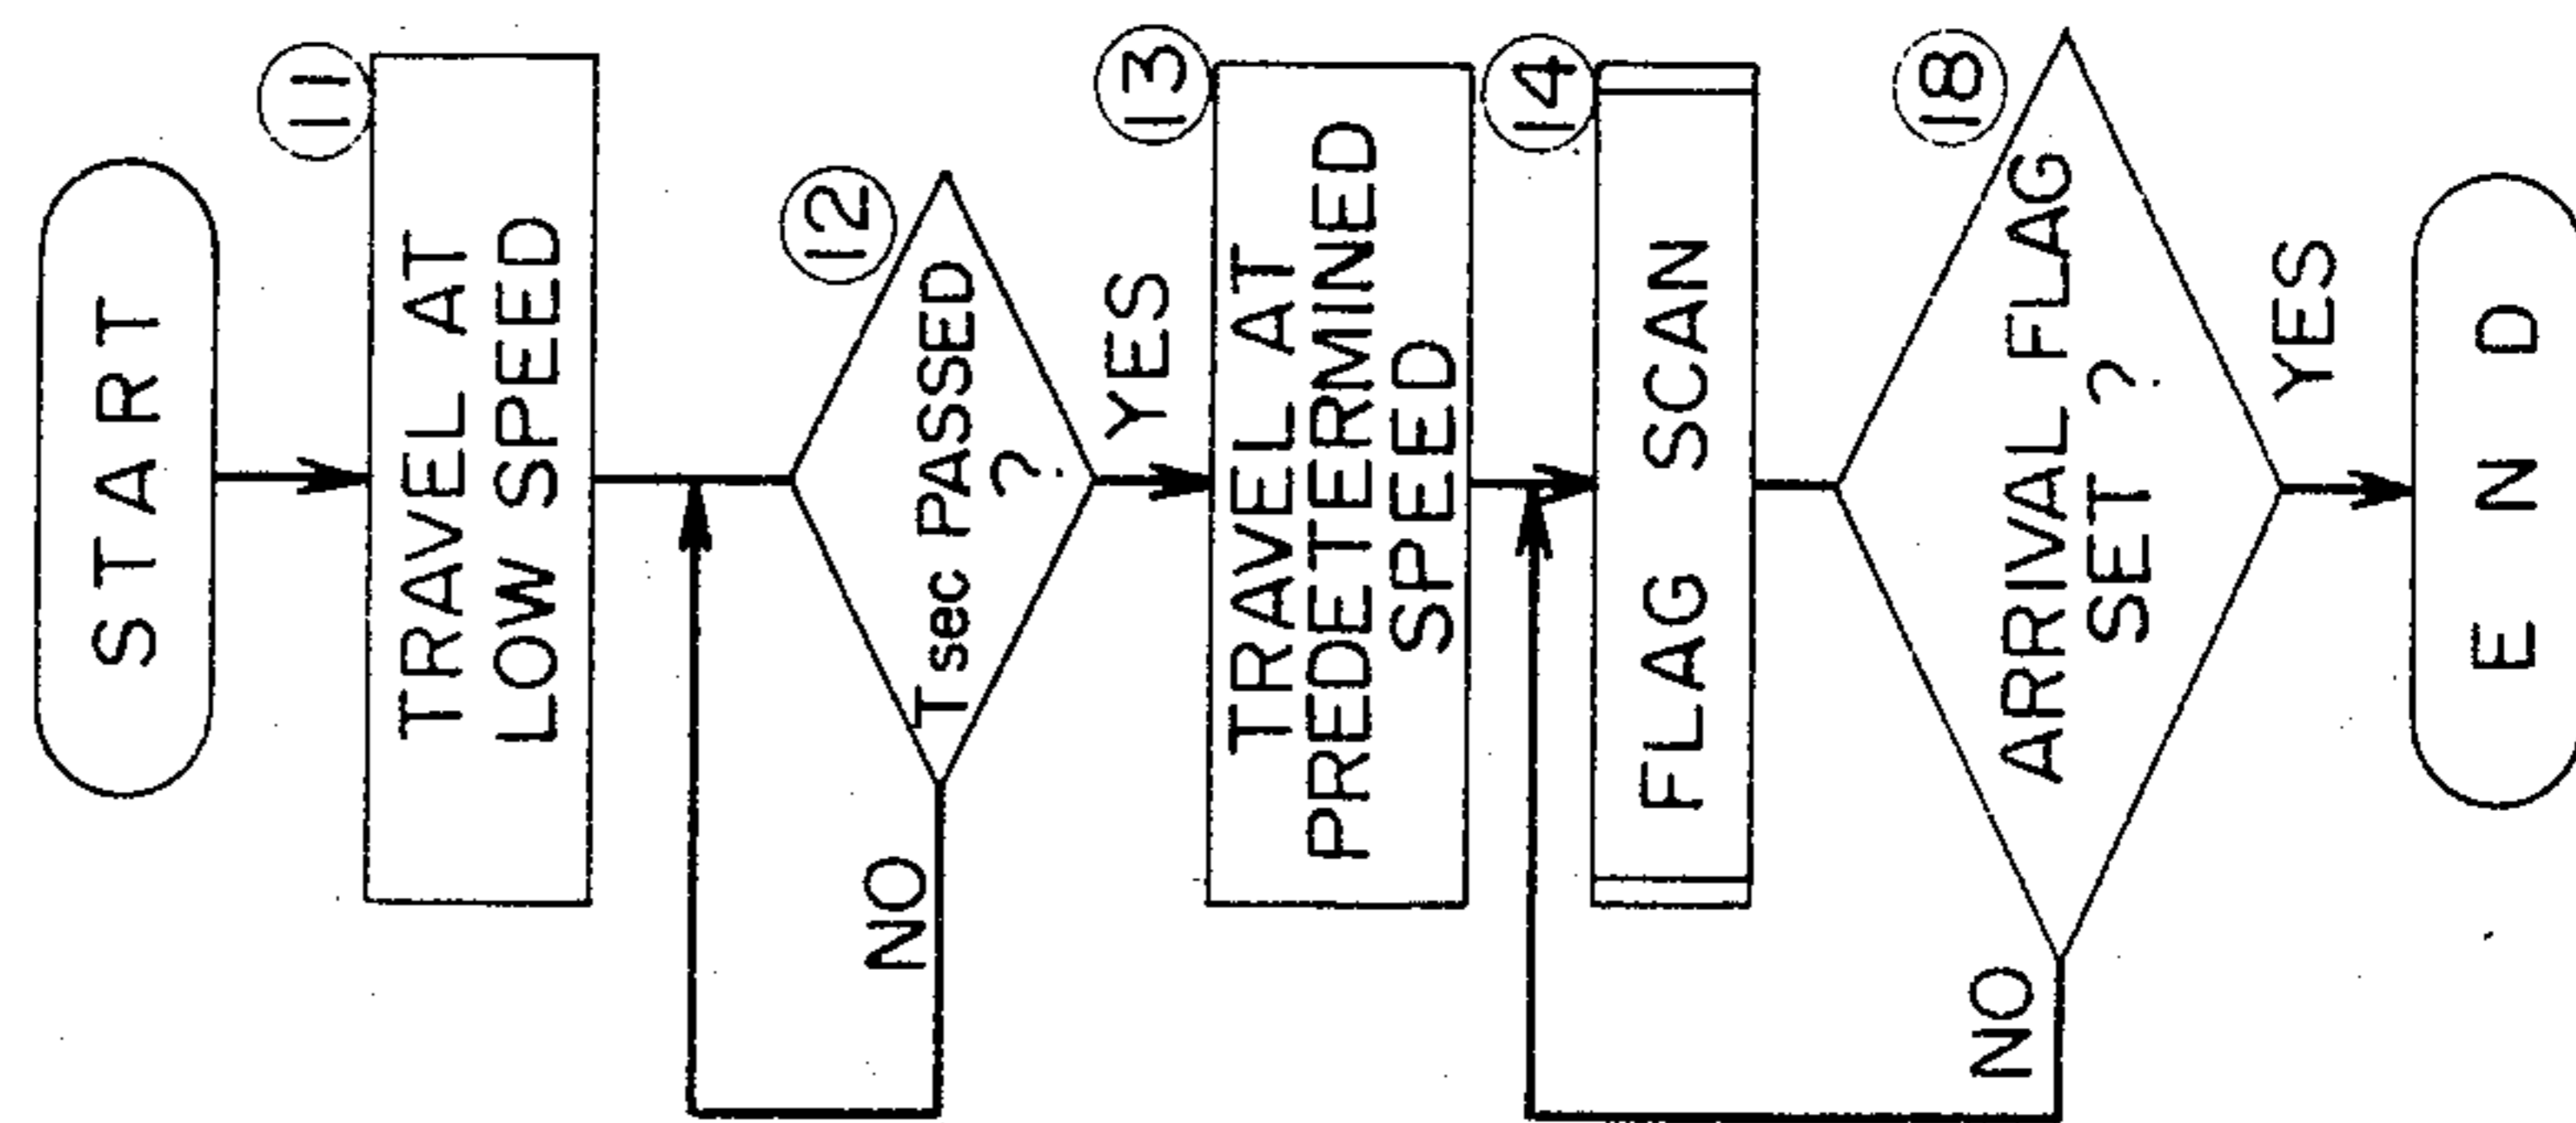 START
11
TRAVEL AT
LOW SPEED
12
Tsec PASSED
?
NO
YES
13
TRAVEL AT
PREDETERMINED
SPEED
14
FLAG SCAN
18
ARRIVAL FLAG
SET ?
NO
YES
END